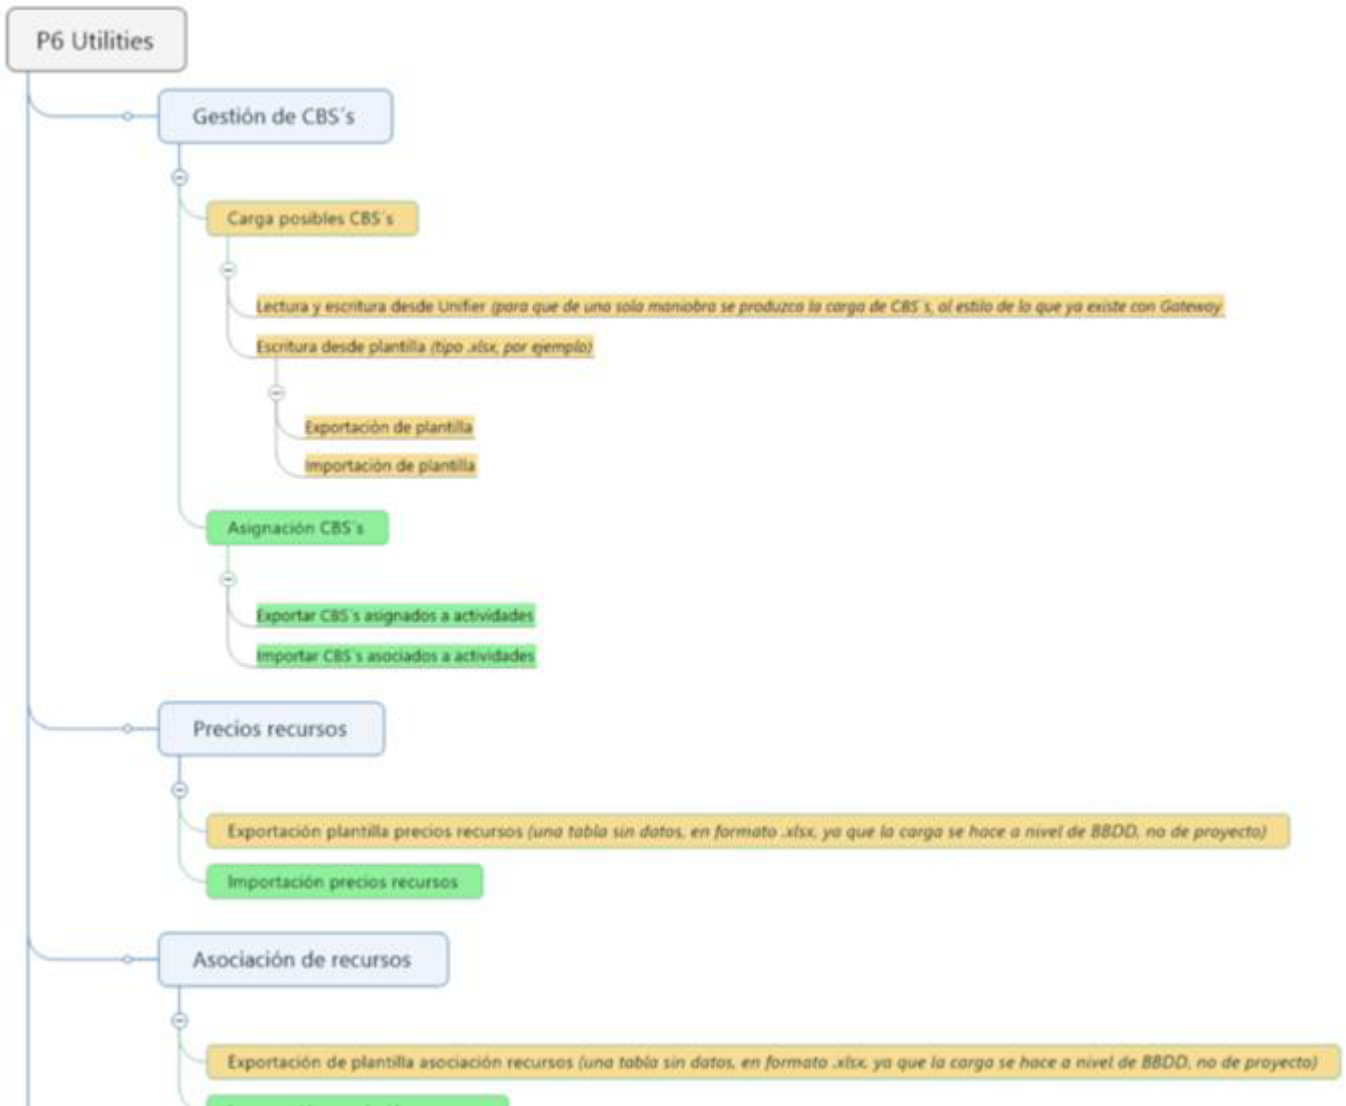 P6 Utilities
Gestión de CBS´s
Carga posibles CBS´s
Lectura y escritura desde Unifier (para que de una sola maniobra se produzca la carga de CBS´s, al estilo de lo que ya existe con Gateway
Escritura desde plantilla (tipo .xlsx, por ejemplo)
Exportación de plantilla
Importación de plantilla
Asignación CBS´s
Exportar CBS´s asignados a actividades
Importar CBS´s asociados a actividades
Precios recursos
Exportación plantilla precios recursos (una tabla sin datos, en formato .xlsx, ya que la carga se hace a nivel de BBDD, no de proyecto)
Importación precios recursos
Asociación de recursos
Exportación de plantilla asociación recursos (una tabla sin datos, en formato .xlsx, ya que la carga se hace a nivel de BBDD, no de proyecto)